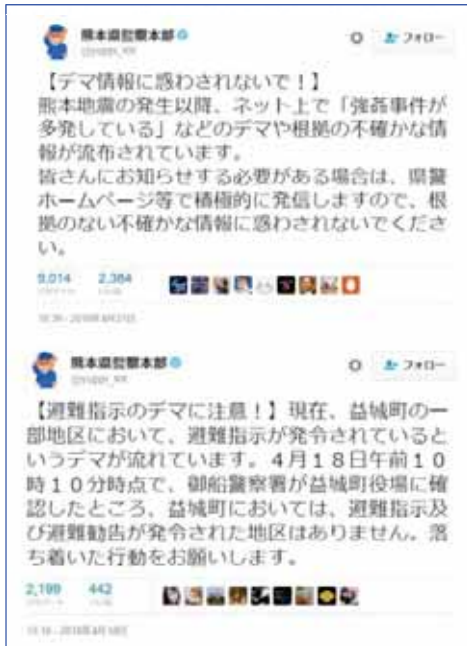 熊本県警察本部
フォロー
【デマ情報に惑わされないで！】
熊本地震の発生以降、ネット上で「強姦事件が
多発している」などのデマや根拠の不確かな情
報が流布されています。
皆さんにお知らせする必要がある場合は、県警
ホームページ等で積極的に発信しますので、根
拠のない不確かな情報に惑わされないでくださ
い。
9,014 2,384
熊本県警察本部
フォロー
【避難指示のデマに注意！】現在、益城町の一
部地区において、避難指示が発令されていると
いうデマが流れています。４月１８日午前１０
時１０分時点で、御船警察署が益城町役場に確
認したところ、益城町においては、避難指示及
び避難勧告が発令された地区はありません。落
ち着いた行動をお願いします。
2,199 442